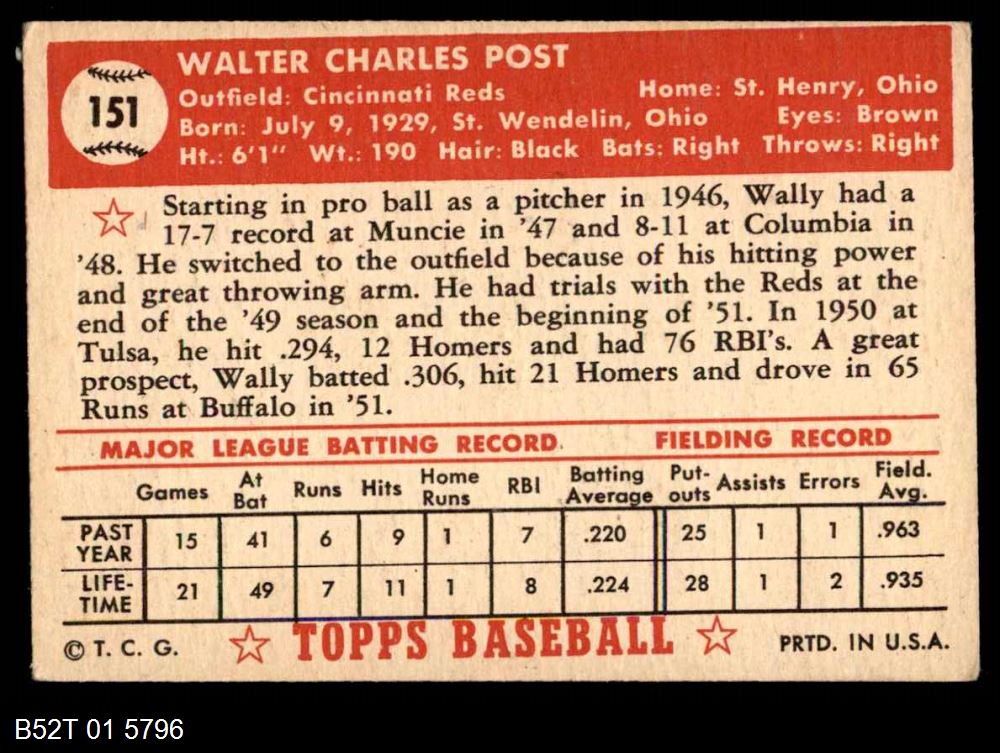 WALTER CHARLES POST
151
Outfield: Cincinnati Reds Home: St. Henry, Ohio
Born: July 9, 1929, St. Wendelin, Ohio Eyes: Brown
Ht.: 6'1" Wt.: 190 Hair: Black Bats: Right Throws: Right
Starting in pro ball as a pitcher in 1946, Wally had a
17-7 record at Muncie in '47 and 8-11 at Columbia in
'48. He switched to the outfield because of his hitting power
and great throwing arm. He had trials with the Reds at the
end of the '49 season and the beginning of '51. In 1950 at
Tulsa, he hit .294, 12 Homers and had 76 RBI's. A great
prospect, Wally batted .306, hit 21 Homers and drove in 65
Runs at Buffalo in '51.
MAJOR LEAGUE BATTING RECORD. FIELDING RECORD
Games At Bat Runs Hits Home Runs RBI Batting Average Put-outs Assists Errors Field. Avg.
PAST YEAR 15 41 6 9 1 7 .220 25 1 1 .963
LIFE-TIME 21 49 7 11 1 8 .224 28 1 2 .935
© T. C. G. TOPPS BASEBALL PRTD. IN U.S.A.
B52T 01 5796